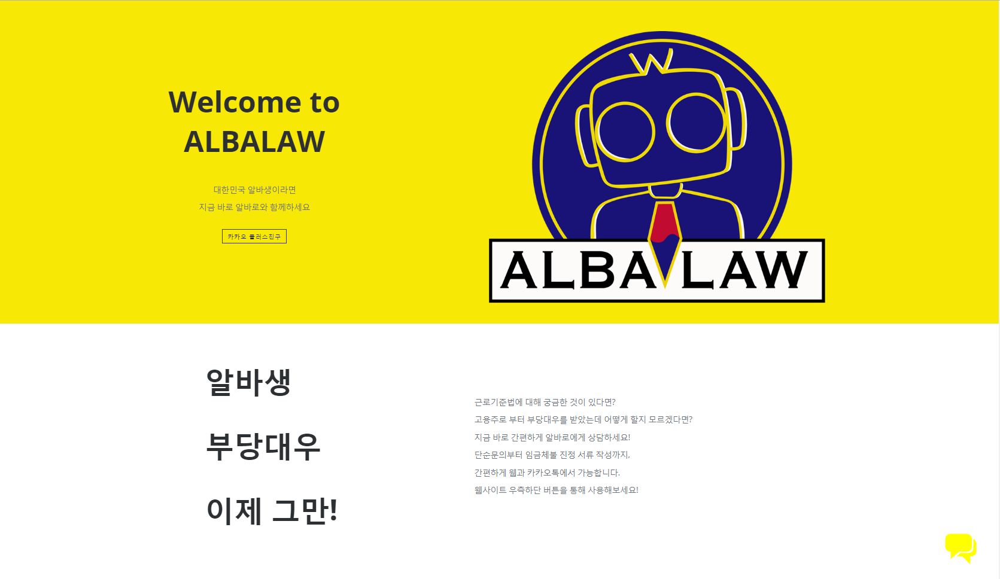 Welcome to
ALBALAW
대한민국 알바생이라면
지금 바로 알바로와 함께하세요
카카오 플러스친구
ALBA LAW
알바생
부당대우
이제 그만!
근로기준법에 대해 궁금한 것이 있다면?
고용주로 부터 부당대우를 받았는데 어떻게 할지 모르겠다면?
지금 바로 간편하게 알바로에게 상담하세요!
단순문의부터 임금체불 진정 서류 작성까지,
간편하게 웹과 카카오톡에서 가능합니다.
웹사이트 우측하단 버튼을 통해 사용해보세요!